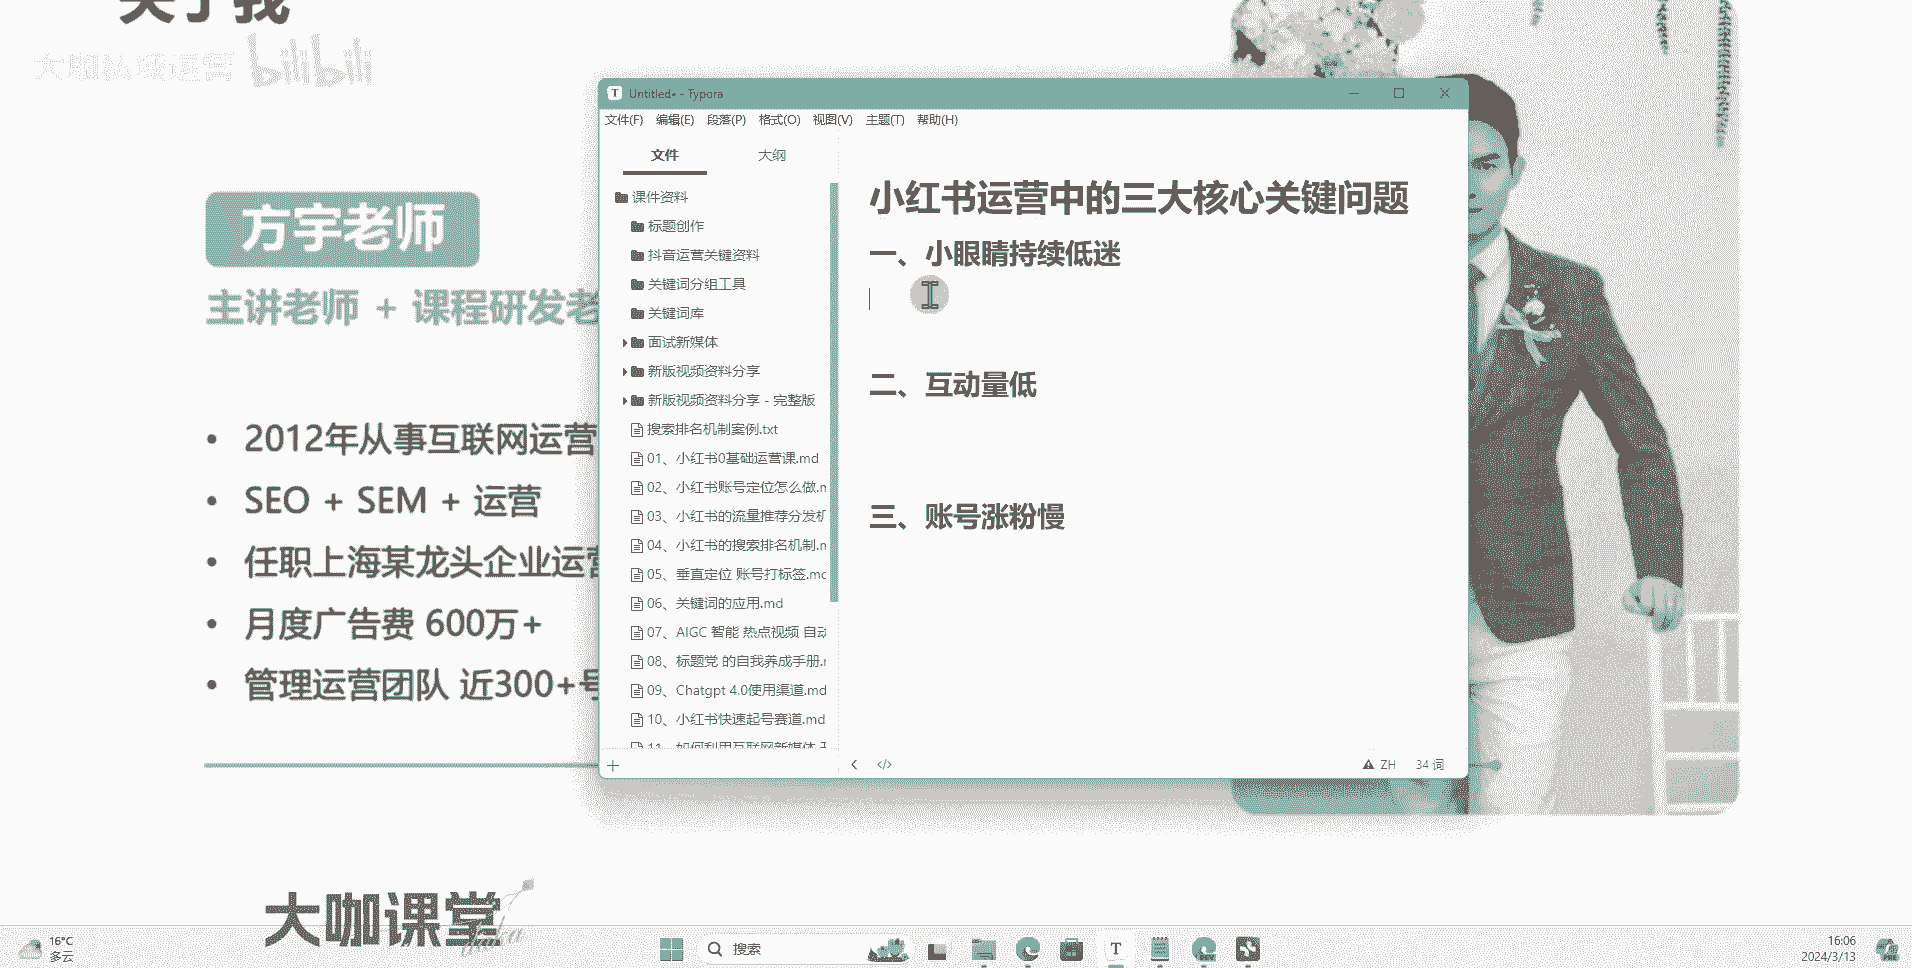 关于我
大咖私域运营 bilibili
方宇老师
主讲老师 + 课程研发老
• 2012年从事互联网运营
• SEO + SEM + 运营
• 任职上海某龙头企业运营
• 月度广告费 600万+
• 管理运营团队 近300+号
大咖课堂
Untitled• - Typora
文件(F) 编辑(E) 段落(P) 格式(O) 视图(V) 主题(T) 帮助(H)
文件 大纲
课件资料
标题创作
抖音运营关键资料
关键词分组工具
关键词库
面试新媒体
新版视频资料分享
新版视频资料分享 - 完整版
搜索排名机制案例.txt
01、小红书0基础运营课.md
02、小红书账号定位怎么做.m
03、小红书的流量推荐分发机
04、小红书的搜索排名机制.m
05、垂直定位 账号打标签.md
06、关键词的应用.md
07、AIGC 智能 热点视频 自动
08、标题党 的自我养成手册.m
09、Chatgpt 4.0使用渠道.md
10、小红书快速起号赛道.md
11、如何利用互联网新媒体
小红书运营中的三大核心关键问题
一、小眼睛持续低迷
二、互动量低
三、账号涨粉慢
ZH 34 词
16°C
多云
搜索
T
DEV
16:06
2024/3/13
PRE